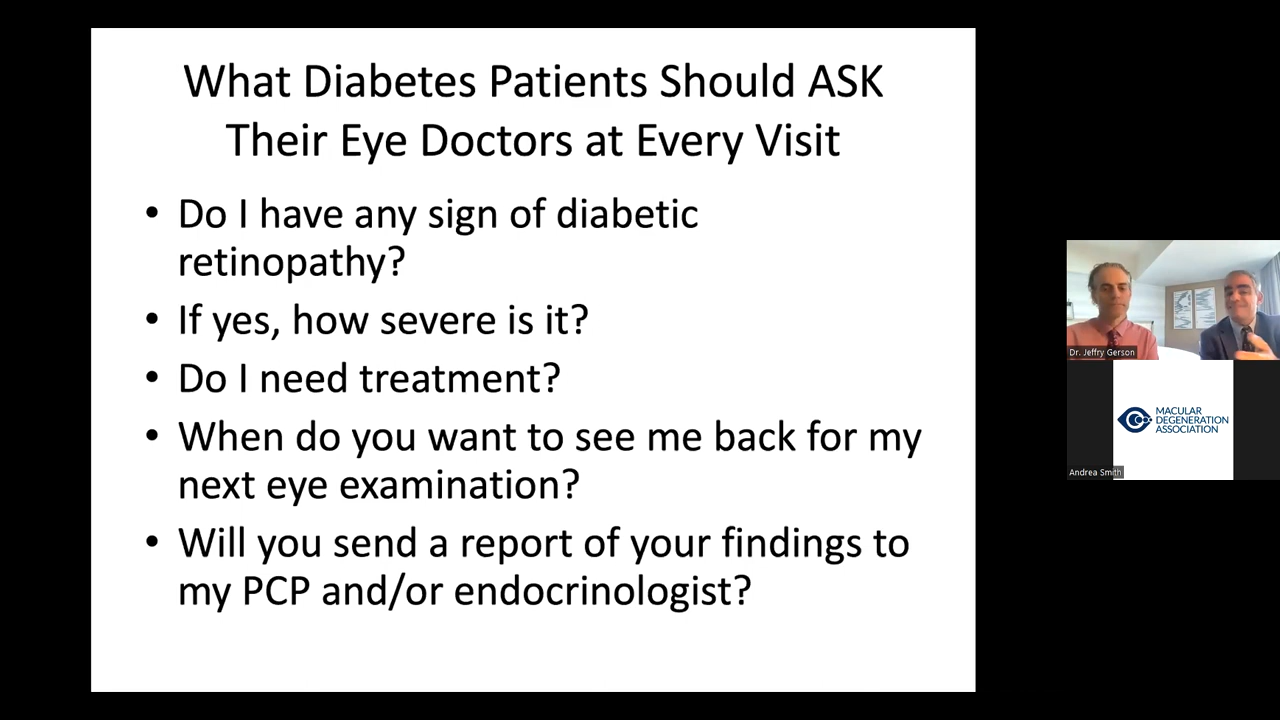 What Diabetes Patients Should ASK
Their Eye Doctors at Every Visit
• Do I have any sign of diabetic
retinopathy?
• If yes, how severe is it?
• Do I need treatment?
• When do you want to see me back for my
next eye examination?
• Will you send a report of your findings to
my PCP and/or endocrinologist?
Dr. Jeffry Gerson
MACULAR
DEGENERATION
ASSOCIATION
Andrea Smith